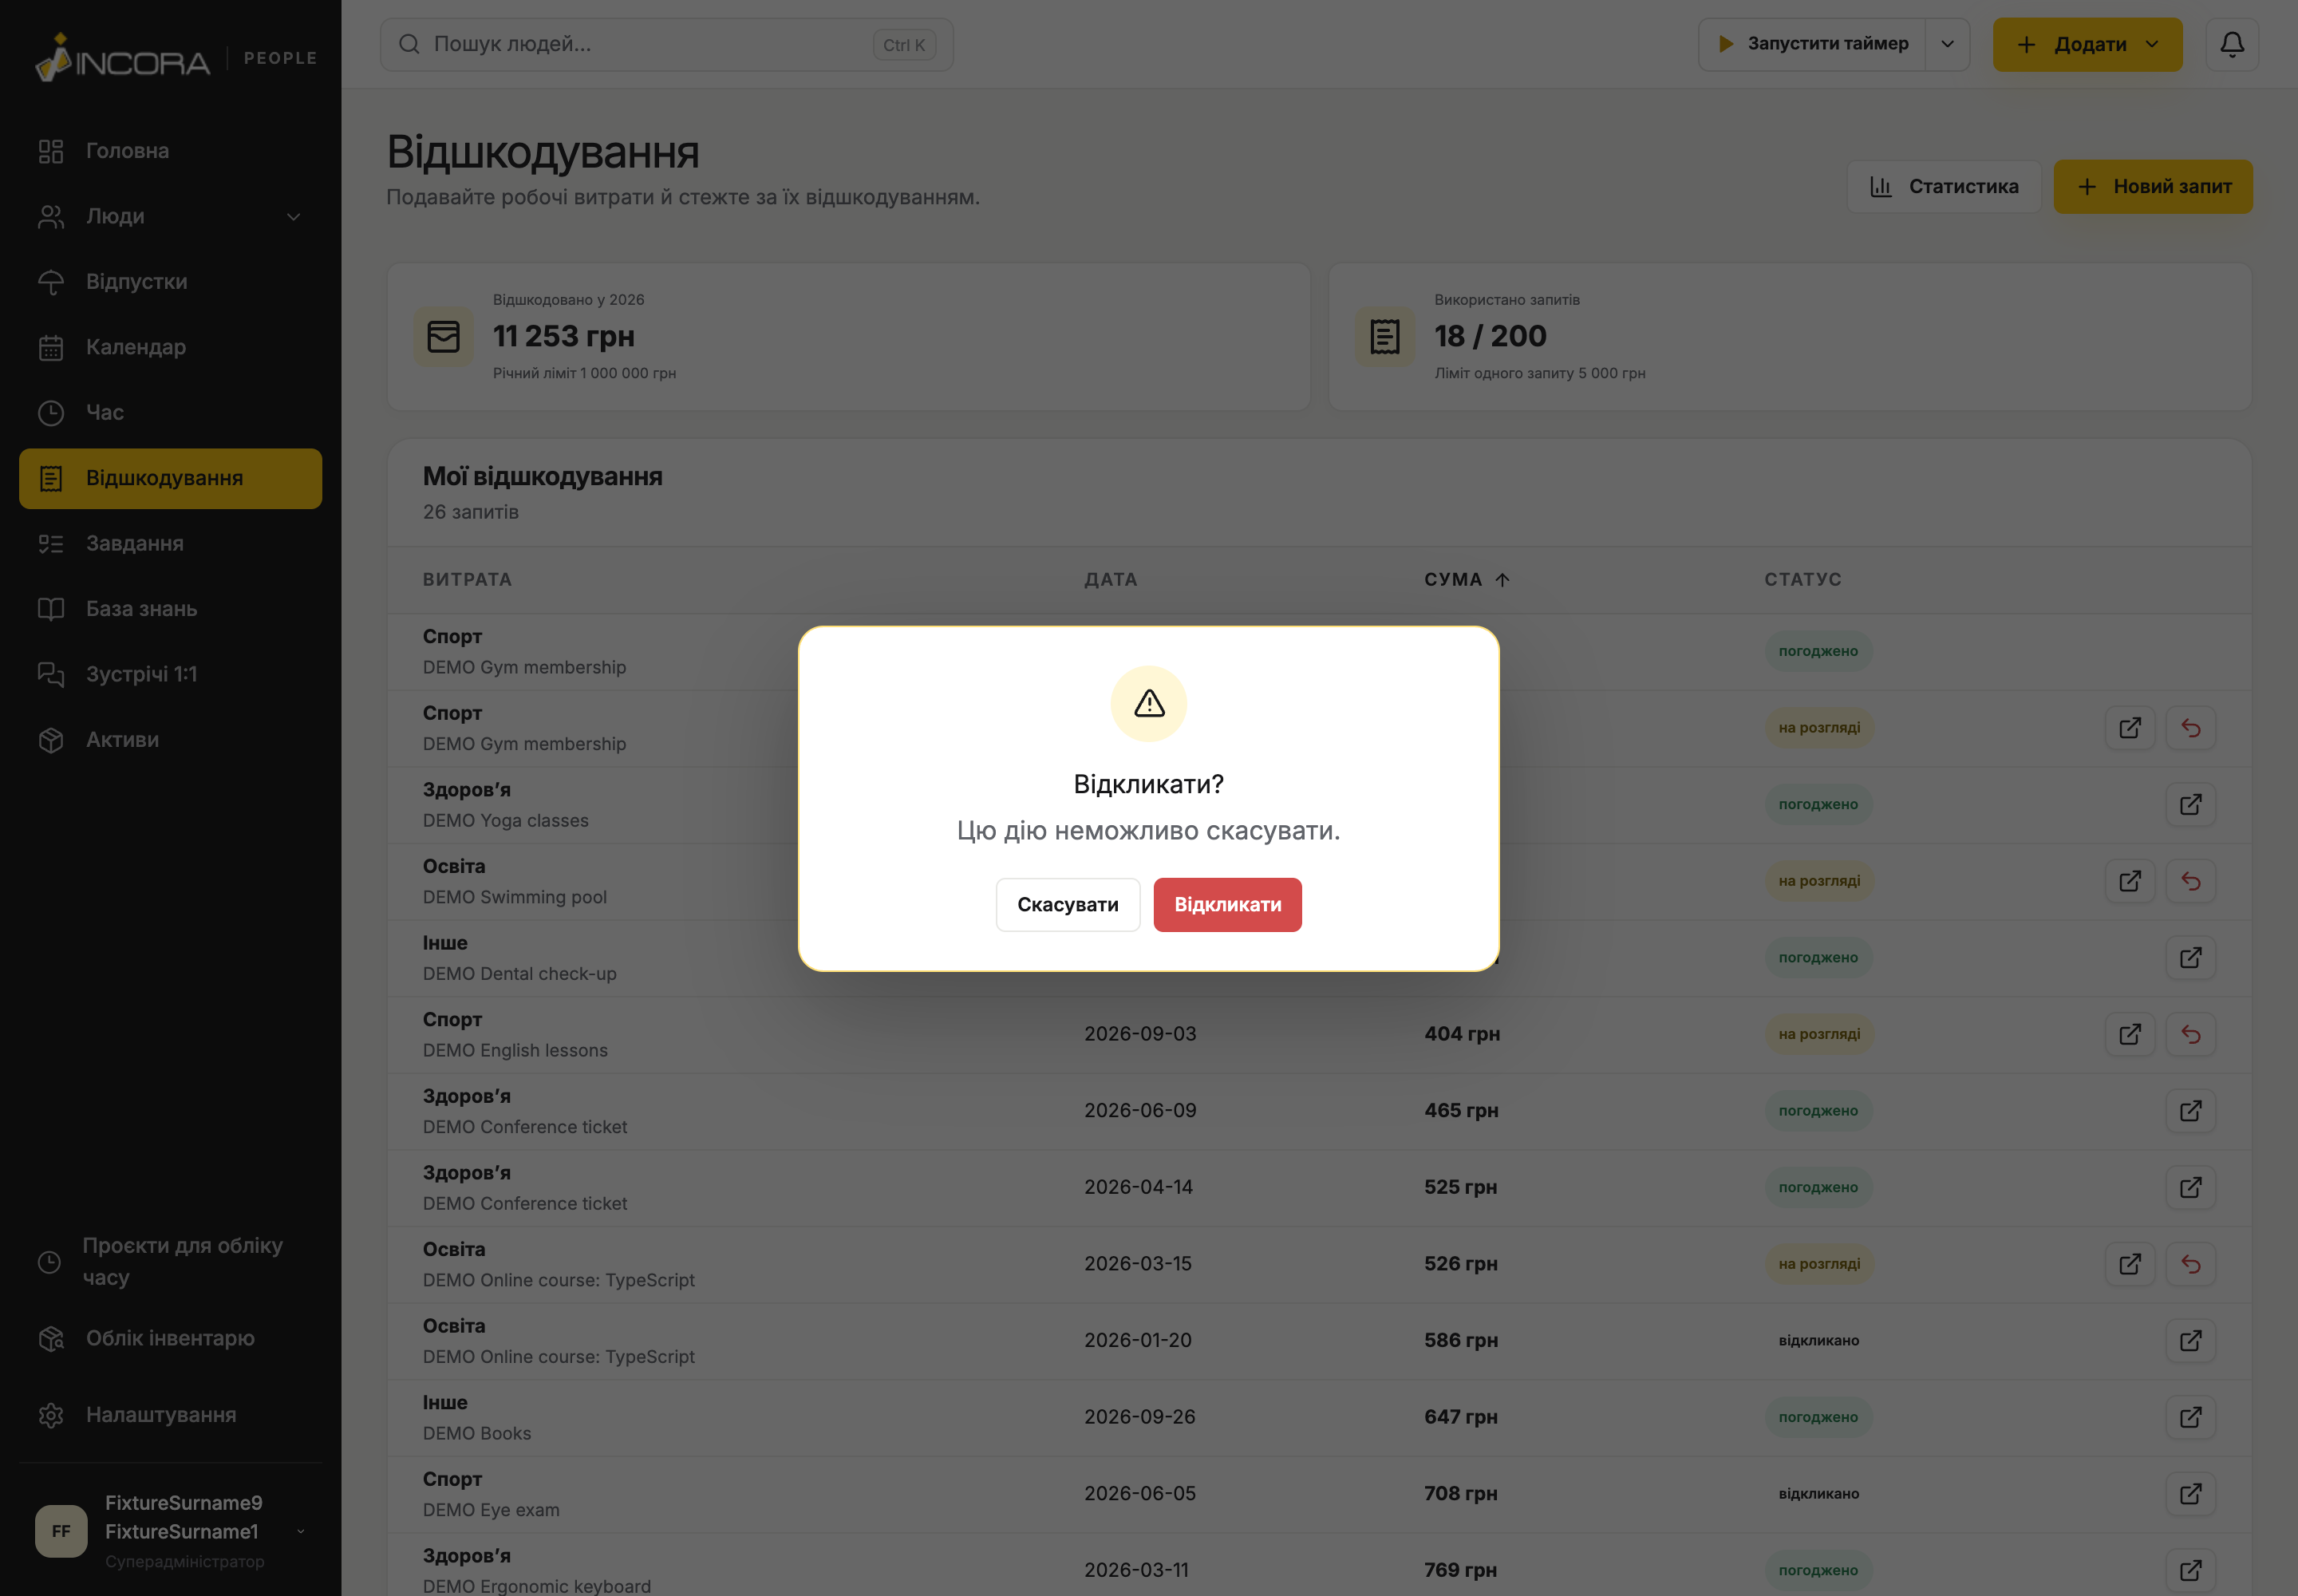 INCORA
PEOPLE
Пошук людей...
Ctrl K
Запустити таймер
Додати
Головна
Люди
Відпустки
Календар
Час
Відшкодування
Завдання
База знань
Зустрічі 1:1
Активи
Проєкти для обліку
часу
Облік інвентарю
Налаштування
FF
FixtureSurname9
FixtureSurname1
Суперадміністратор
Відшкодування
Подавайте робочі витрати й стежте за їх відшкодуванням.
Статистика
Новий запит
Відшкодовано у 2026
11 253 грн
Річний ліміт 1 000 000 грн
Використано запитів
18 / 200
Ліміт одного запиту 5 000 грн
Мої відшкодування
26 запитів
ВИТРАТА ДАТА СУМА СТАТУС
Спорт
DEMO Gym membership
погоджено
Спорт
DEMO Gym membership
на розгляді
Здоров’я
DEMO Yoga classes
погоджено
Освіта
DEMO Swimming pool
на розгляді
Інше
DEMO Dental check-up
погоджено
Відкликати?
Цю дію неможливо скасувати.
Скасувати
Відкликати
Спорт
DEMO English lessons
2026-09-03 404 грн на розгляді
Здоров’я
DEMO Conference ticket
2026-06-09 465 грн погоджено
Здоров’я
DEMO Conference ticket
2026-04-14 525 грн погоджено
Освіта
DEMO Online course: TypeScript
2026-03-15 526 грн на розгляді
Освіта
DEMO Online course: TypeScript
2026-01-20 586 грн відкликано
Інше
DEMO Books
2026-09-26 647 грн погоджено
Спорт
DEMO Eye exam
2026-06-05 708 грн відкликано
Здоров’я
DEMO Ergonomic keyboard
2026-03-11 769 грн погоджено